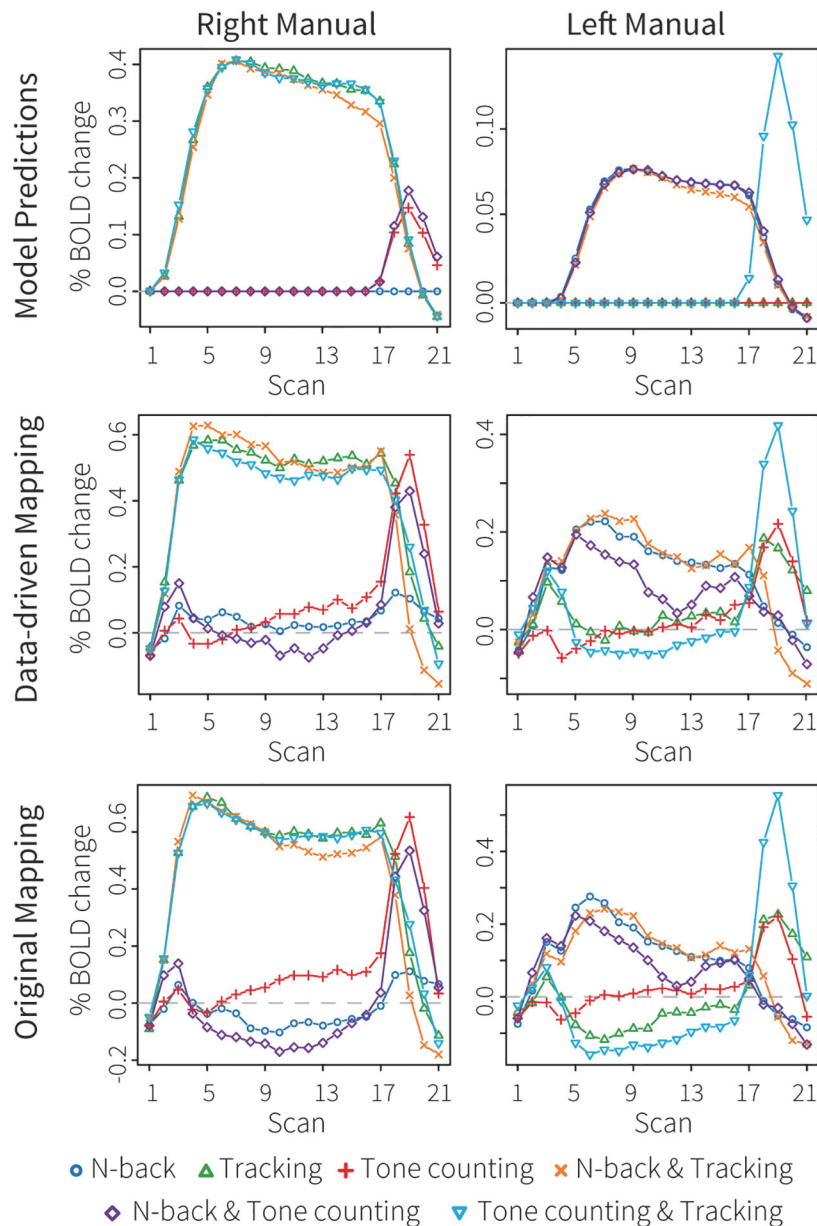 Right Manual Left Manual
Model Predictions
% BOLD change
0.0 0.1 0.2 0.3 0.4
0.00 0.05 0.10
1 5 9 13 17 21
1 5 9 13 17 21
Scan Scan
Data-driven Mapping
% BOLD change
0.0 0.2 0.4 0.6
0.0 0.2 0.4
1 5 9 13 17 21
1 5 9 13 17 21
Scan Scan
Original Mapping
% BOLD change
-0.2 0.0 0.2 0.4 0.6
0.0 0.2 0.4
1 5 9 13 17 21
1 5 9 13 17 21
Scan Scan
N-back Tracking Tone counting N-back & Tracking
N-back & Tone counting Tone counting & Tracking